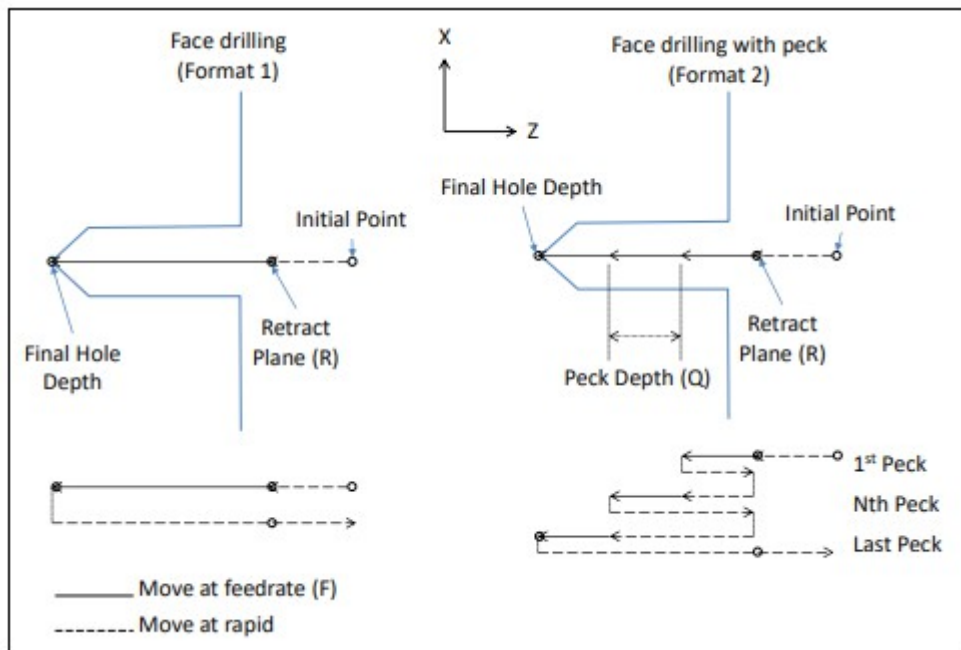 Face drilling
(Format 1)
X
Z
Face drilling with peck
(Format 2)
Initial Point
Final Hole
Depth
Retract
Plane (R)
Final Hole Depth
Initial Point
Retract
Plane (R)
Peck Depth (Q)
1st Peck
Nth Peck
Last Peck
Move at feedrate (F)
Move at rapid